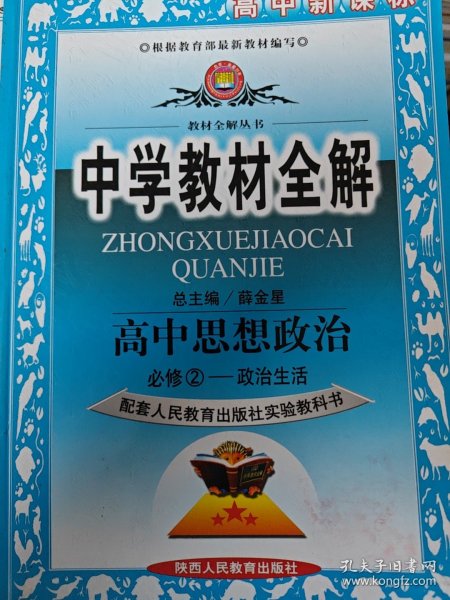 高中新课标
◎根据教育部最新教材编写◎
教材全解丛书
中学教材全解
ZHONGXUEJIAOCAI
QUANJIE
总主编／薛金星
高中思想政治
必修②—政治生活
配套人民教育出版社实验教科书
陕西人民教育出版社
孔夫子旧书网
www.kongfz.com